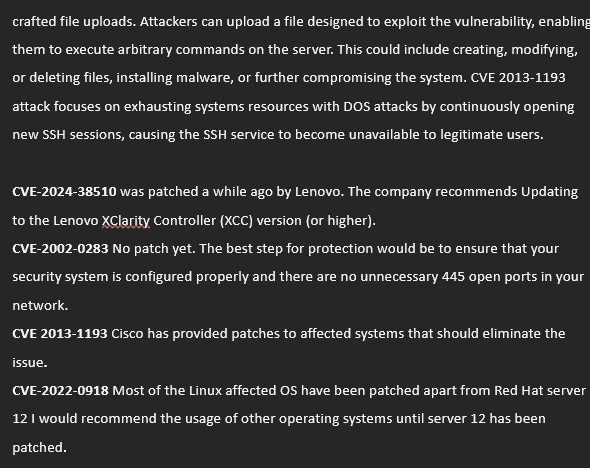 crafted file uploads. Attackers can upload a file designed to exploit the vulnerability, enabling
them to execute arbitrary commands on the server. This could include creating, modifying,
or deleting files, installing malware, or further compromising the system. CVE 2013-1193
attack focuses on exhausting systems resources with DOS attacks by continuously opening
new SSH sessions, causing the SSH service to become unavailable to legitimate users.
CVE-2024-38510 was patched a while ago by Lenovo. The company recommends Updating
to the Lenovo XClarity Controller (XCC) version (or higher).
CVE-2002-0283 No patch yet. The best step for protection would be to ensure that your
security system is configured properly and there are no unnecessary 445 open ports in your
network.
CVE 2013-1193 Cisco has provided patches to affected systems that should eliminate the
issue.
CVE-2022-0918 Most of the Linux affected OS have been patched apart from Red Hat server
12 I would recommend the usage of other operating systems until server 12 has been
patched.